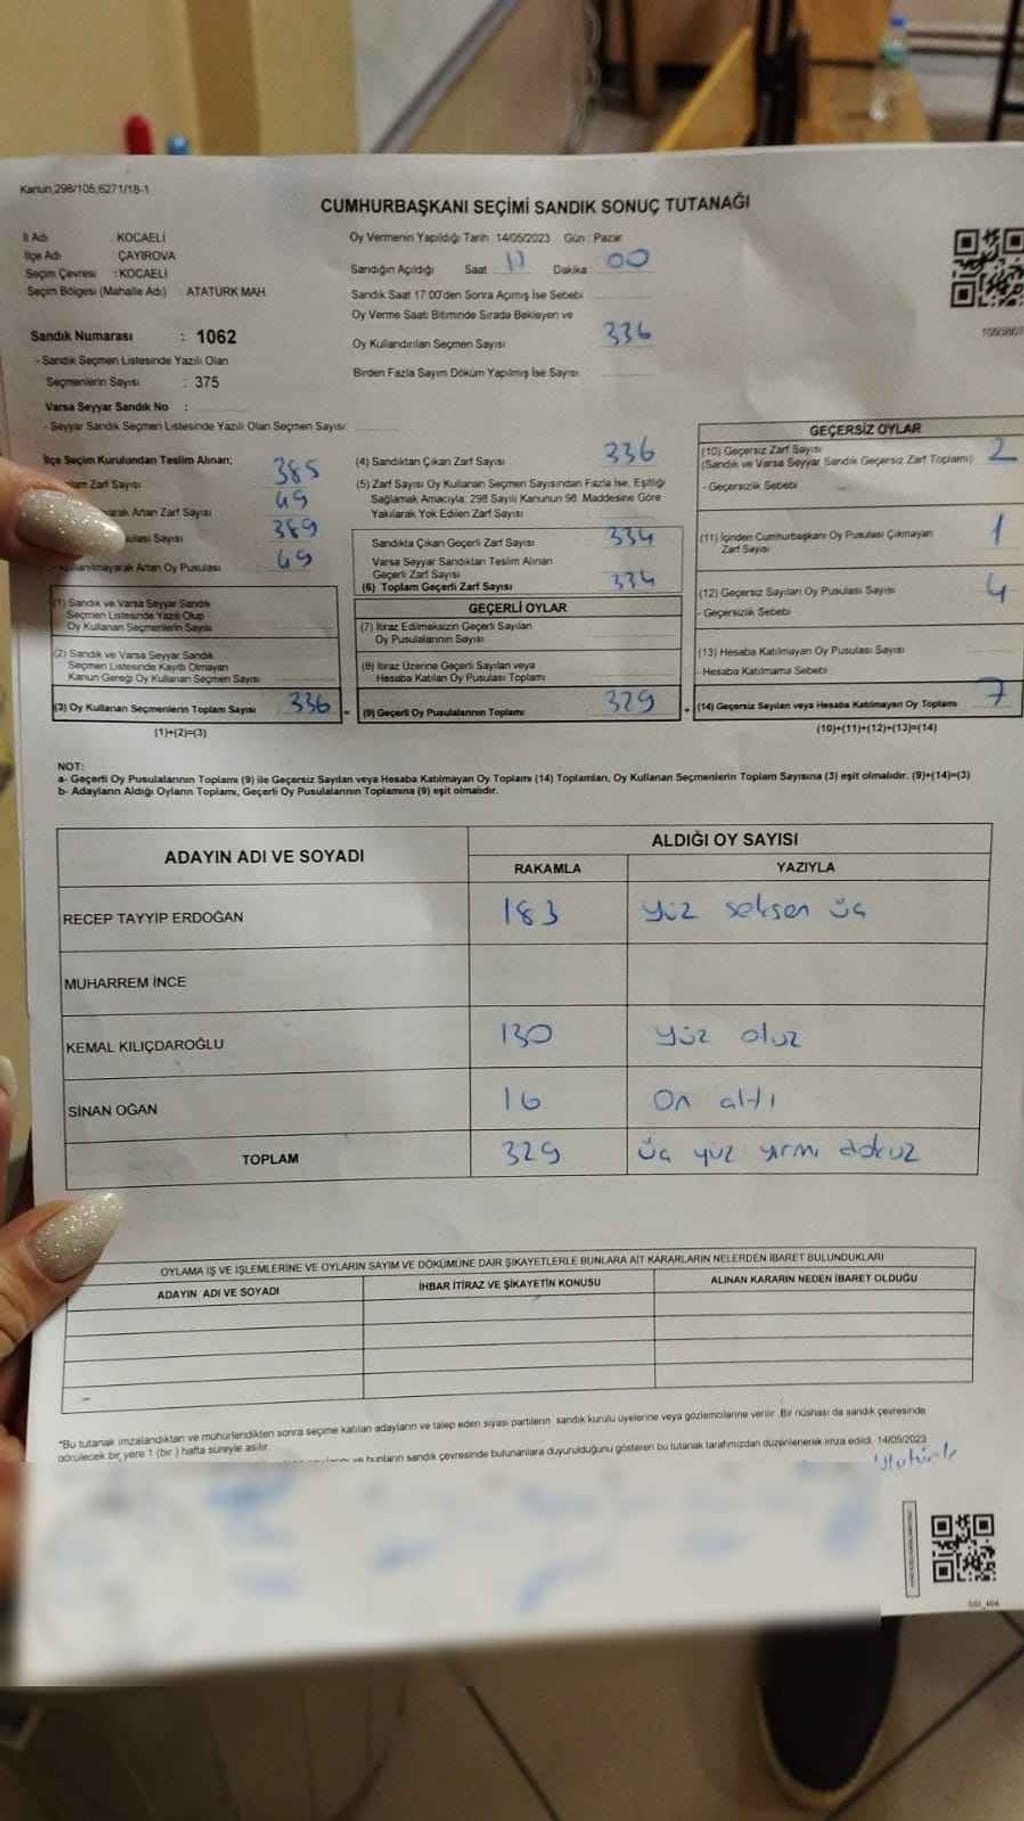 Kanun,298/105,6271/18-1
CUMHURBAŞKANI SEÇİMİ SANDIK SONUÇ TUTANAĞI
İl Adı : KOCAELİ
İlçe Adı : ÇAYIROVA
Seçim Çevresi : KOCAELİ
Seçim Bölgesi (Mahalle Adı) : ATATÜRK MAH.
Sandık Numarası : 1062
- Sandık Seçmen Listesinde Yazılı Olan
Seçmenlerin Sayısı : 375
Varsa Seyyar Sandık No :
- Seyyar Sandık Seçmen Listesinde Yazılı Olan Seçmen Sayısı:
Oy Vermenin Yapıldığı Tarih : 14/05/2023 Gün : Pazar
Sandığın Açıldığı Saat 17 Dakika: 00
Sandık Saat 17:00'den Sonra Açımış İse Sebebi
Oy Verme Saati Bitiminde Sırada Bekleyen ve
Oy Kullandırılan Seçmen Sayısı 336
Birden Fazla Sayım Döküm Yapılmış İse Sayısı
İlçe Seçim Kurulundan Teslim Alınan;
Zarf Sayısı 385
Artan Zarf Sayısı 49
Sayısı 389
Artan Oy Pusulası 49
(1) Sandık ve Varsa Seyyar Sandık
Seçmen Listesinde Yazılı Olup
Oy Kullanan Seçmenlerin Sayısı
(2) Sandık ve Varsa Seyyar Sandık
Seçmen Listesinde Kayıtlı Olmayan
Kanun Gereği Oy Kullanan Seçmen Sayısı
(3) Oy Kullanan Seçmenlerin Toplam Sayısı 336
(1)+(2)=(3)
(4) Sandıktan Çıkan Zarf Sayısı 336
(5) Zarf Sayısı Oy Kullanan Seçmen Sayısından Fazla İse, Eşitliği
Sağlamak Amacıyla; 298 Sayılı Kanunun 98. Maddesine Göre
Yakılarak Yok Edilen Zarf Sayısı
Sandıkta Çıkan Geçerli Zarf Sayısı 334
Varsa Seyyar Sandıktan Teslim Alınan
Geçerli Zarf Sayısı
(6) Toplam Geçerli Zarf Sayısı 334
GEÇERLİ OYLAR
(7) İtiraz Edilmeksizin Geçerli Sayılan
Oy Pusulalarının Sayısı
(8) İtiraz Üzerine Geçerli Sayılan veya
Hesaba Katılan Oy Pusulası Toplamı
(9) Geçerli Oy Pusulalarının Toplamı 329
GEÇERSİZ OYLAR
(10) Geçersiz Zarf Sayısı 2
(Sandık ve Varsa Seyyar Sandık Geçersiz Zarf Toplamı)
- Geçersizlik Sebebi
(11) İçinden Cumhurbaşkanı Oy Pusulası Çıkmayan 1
Zarf Sayısı
(12) Geçersiz Sayılan Oy Pusulası Sayısı 4
- Geçersizlik Sebebi
(13) Hesaba Katılmayan Oy Pusulası Sayısı
- Hesaba Katılmama Sebebi
(14) Geçersiz Sayılan veya Hesaba Katılmayan Oy Toplamı 7
(10)+(11)+(12)+(13)=(14)
NOT:
a- Geçerli Oy Pusulalarının Toplamı (9) ile Geçersiz Sayılan veya Hesaba Katılmayan Oy Toplamı (14) Toplamları, Oy Kullanan Seçmenlerin Toplam Sayısına (3) eşit olmalıdır. (9)+(14)=(3)
b- Adayların Aldığı Oyların Toplamı, Geçerli Oy Pusulalarının Toplamına (9) eşit olmalıdır.
ADAYIN ADI VE SOYADI ALDIĞI OY SAYISI
RAKAMLA YAZIYLA
RECEP TAYYİP ERDOĞAN 183 Yüz seksen üç
MUHARREM İNCE
KEMAL KILIÇDAROĞLU 130 yüz otuz
SİNAN OĞAN 16 On altı
TOPLAM 329 Üç yüz yirmi dokuz
OYLAMA İŞ VE İŞLEMLERİNE VE OYLARIN SAYIM VE DÖKÜMÜNE DAİR ŞİKAYETLERLE BUNLARA AİT KARARLARIN NELERDEN İBARET BULUNDUKLARI
ADAYIN ADI VE SOYADI İHBAR İTİRAZ VE ŞİKAYETİN KONUSU ALINAN KARARIN NEDEN İBARET OLDUĞU
"Bu tutanak imzalandıktan ve mühürlendikten sonra seçime katılan adayların ve talep eden siyasi partilerin sandık kurulu üyelerine veya gözlemcilerine verilir. Bir nüshası da sandık çevresinde
görülecek bir yere 1 (bir ) hafta süreyle asılır.
bunların sandık çevresinde bulunanlara duyurulduğunu gösteren bu tutanak tarafımızdan düzenlenerek imza edildi. 14/05/2023